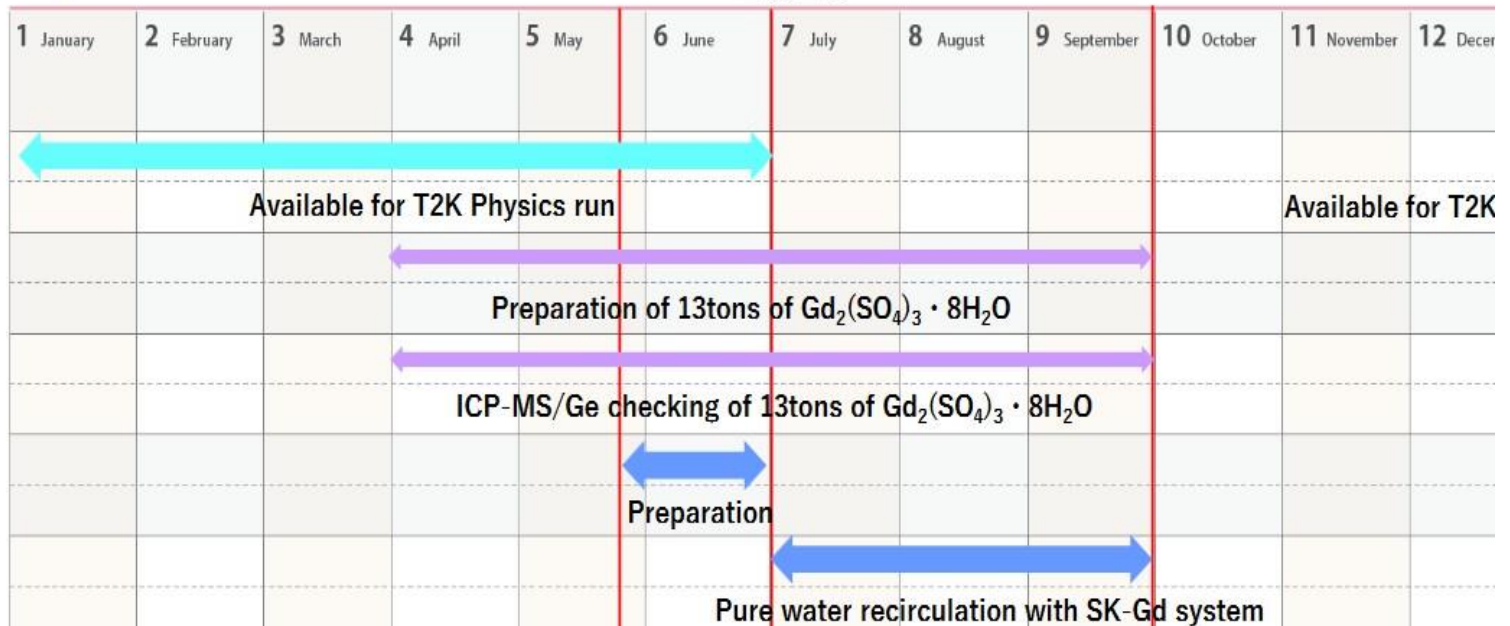 1 January 2 February 3 March 4 April 5 May 6 June 7 July 8 August 9 September 10 October 11 November 12 Decem
Available for T2K Physics run
Available for T2K
Preparation of 13tons of Gd₂(SO₄)₃・8H₂O
ICP-MS/Ge checking of 13tons of Gd₂(SO₄)₃・8H₂O
Preparation
Pure water recirculation with SK-Gd system